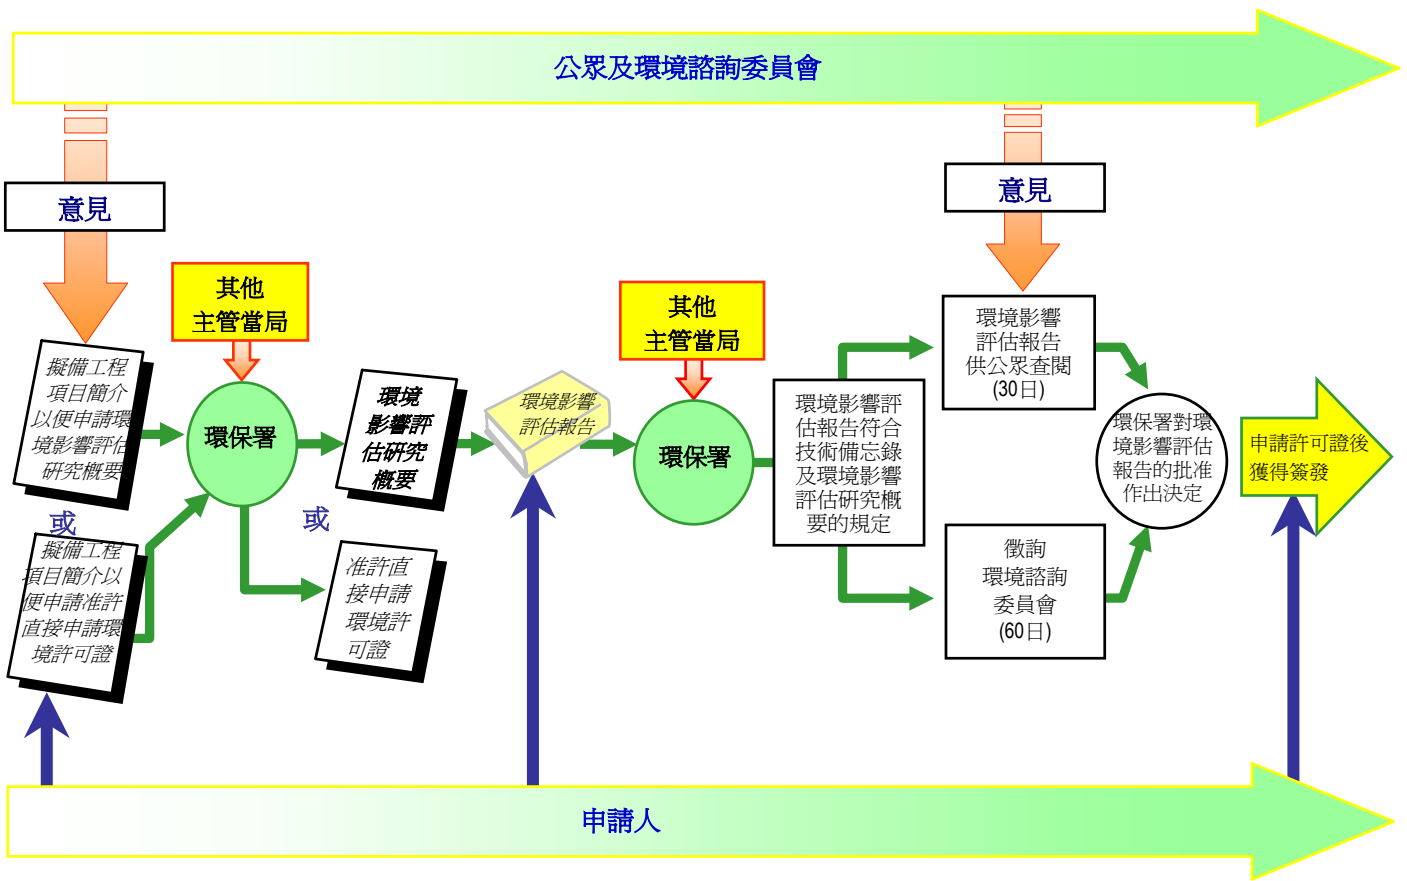 公眾及環境諮詢委員會
意見
意見
其他
主管當局
擬備工程
項目簡介
以便申請環
境影響評估
研究概要
或
擬備工程
項目簡介以
便申請准許
直接申請環
境許可證
環保署
環境
影響評
估研究
概要
或
准許直
接申請
環境許
可證
環境影響
評估報告
其他
主管當局
環保署
環境影響評
估報告符合
技術備忘錄
及環境影響
評估研究概
要的規定
環境影響
評估報告
供公眾查閱
(30日)
徵詢
環境諮詢
委員會
(60日)
環保署對環
境影響評估
報告的批准
作出決定
申請許可證後
獲得簽發
申請人